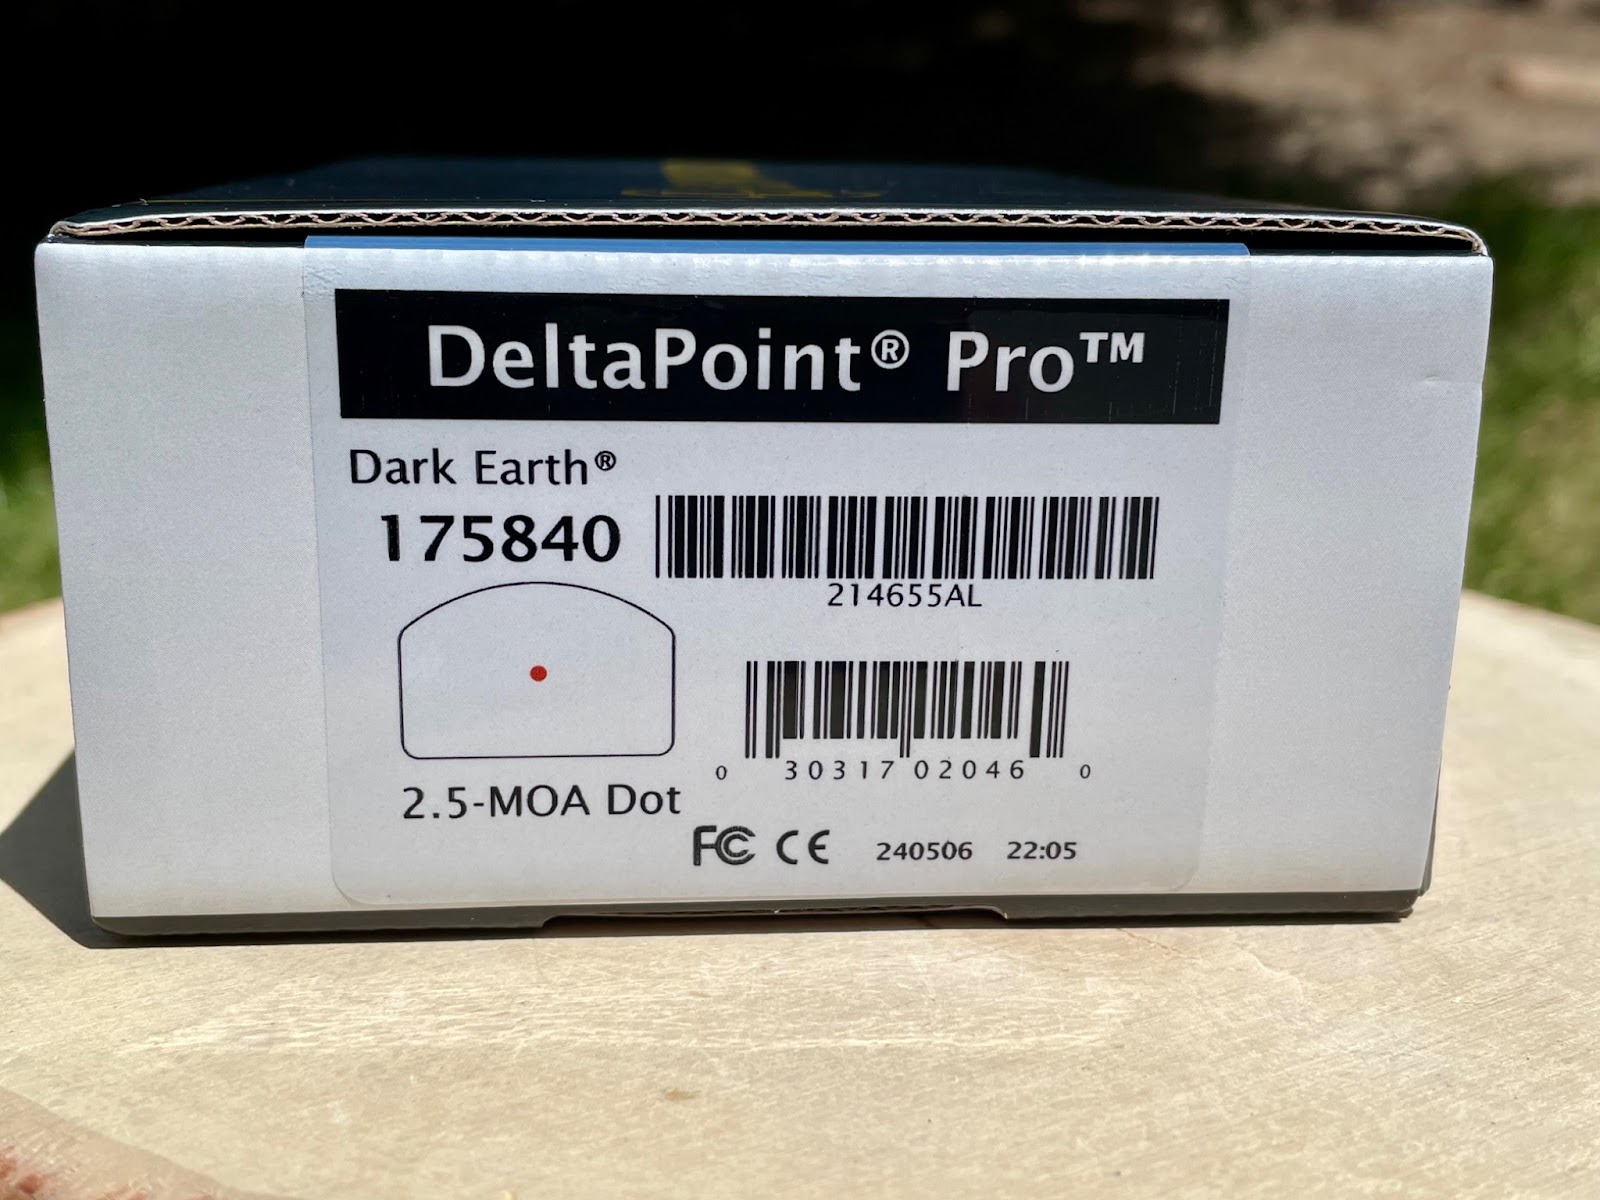 DeltaPoint® Pro™
Dark Earth®
175840
214655AL
0 30317 02046 0
2.5-MOA Dot
FC CE 240506 22:05